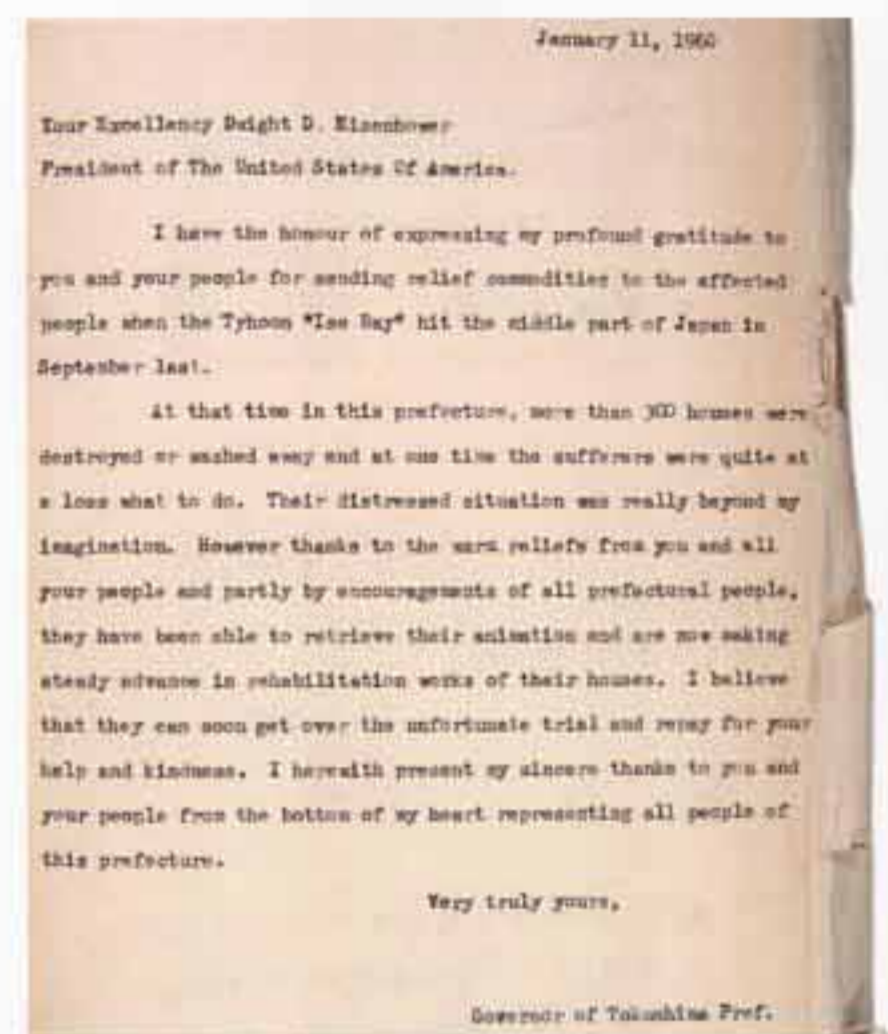 January 11, 1960
Your Excellency Dwight D. Eisenhower
President of The United States Of America.
I have the honour of expressing my profound gratitude to
you and your people for sending relief commodities to the affected
people when the Tyhoon "Ise Bay" hit the middle part of Japan in
September last.
At that time in this prefecture, more than 300 houses were
destroyed or washed away and at one time the sufferers were quite at
a loss what to do. Their distressed situation was really beyond my
imagination. However thanks to the warm reliefs from you and all
your people and partly by encouragements of all prefectural people,
they have been able to retrieve their animation and are now making
steady advance in rehabilitation works of their houses. I believe
that they can soon get over the unfortunate trial and repay for your
help and kindness. I herewith present my sincere thanks to you and
your people from the bottom of my heart representing all people of
this prefecture.
Very truly yours,
Governor of Tokushima Pref.